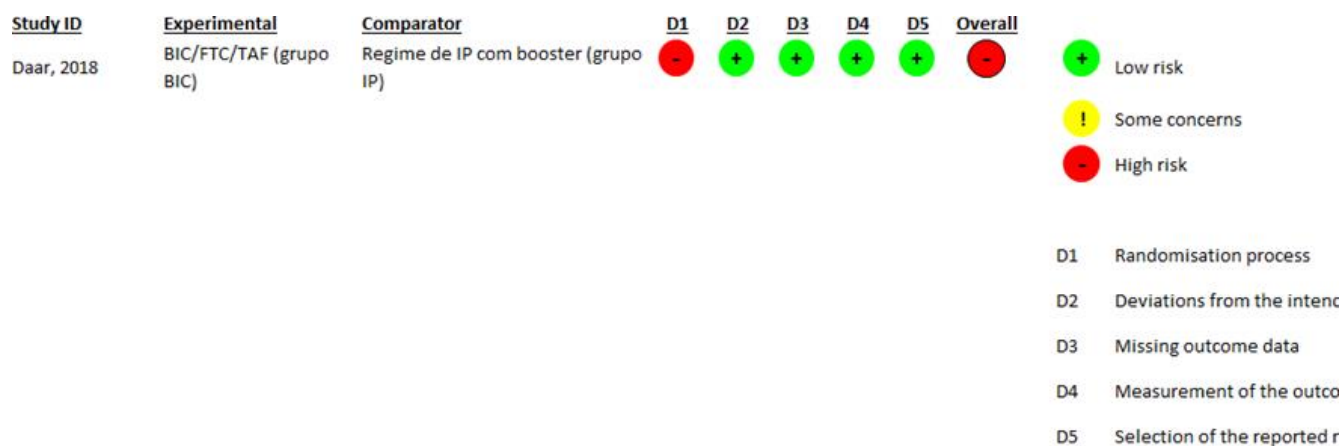 Study ID Experimental Comparator D1 D2 D3 D4 D5 Overall
Daar, 2018 BIC/FTC/TAF (grupo BIC) Regime de IP com booster (grupo IP) - + + + + -
+ Low risk
! Some concerns
- High risk
D1 Randomisation process
D2 Deviations from the
D3 Missing outcome data
D4 Measurement of the
D5 Selection of the reported